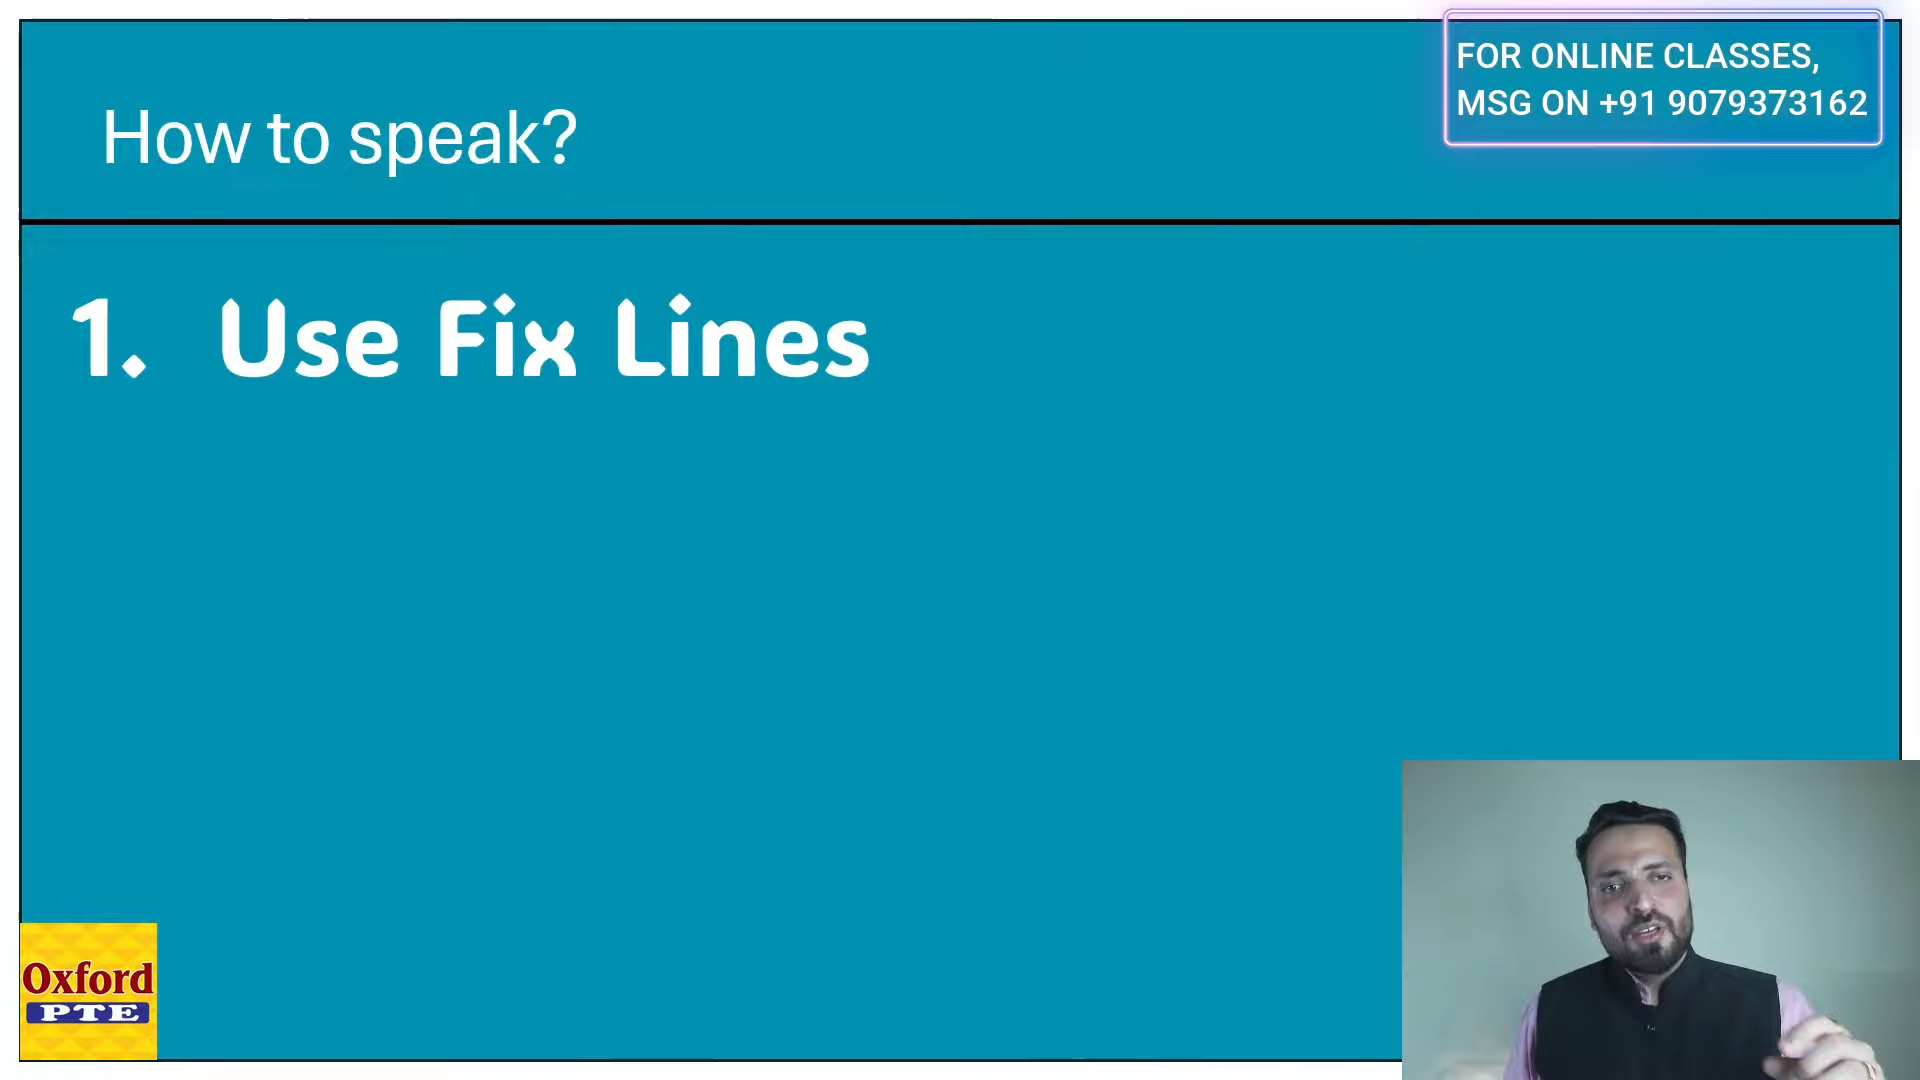 FOR ONLINE CLASSES,
MSG ON +91 9079373162
How to speak?
1. Use Fix Lines
Oxford
PTE